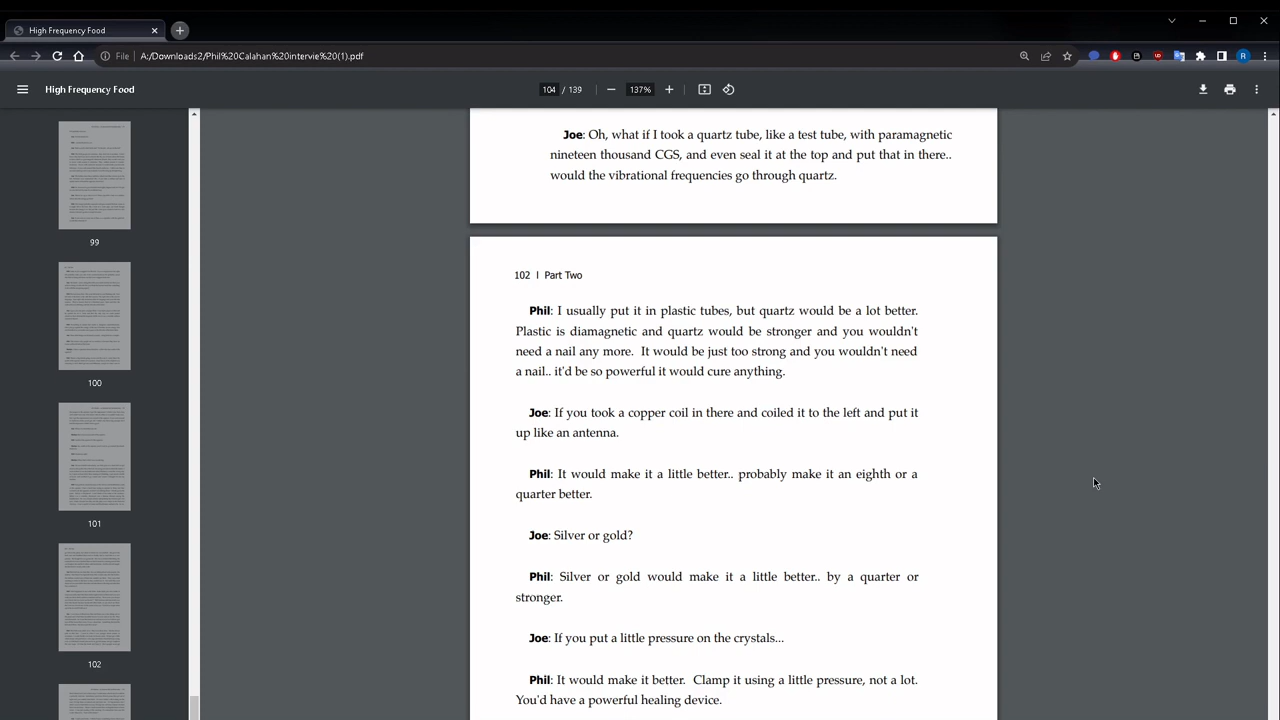 High Frequency Food
File
A:/Downloads2/Phil%20Calahan%20intervie%20(1).pdf
R
High Frequency Food
104 / 139
137%
99
100
101
102
Joe: Oh, what if I took a quartz tube, like a test tube, with paramagnetic
nineteen thousand CGS, and even seal it at the top and put that in there..
would the vibrational frequencies go through quartz.
102 | Part Two
Phil: I usually put it in plastic tubes, but quartz would be a lot better.
Plastic is diamagnetic and quartz would be stronger and you wouldn't
need a nail any more. It would be just too strong and you wouldn't need
a nail.. it'd be so powerful it would cure anything.
Joe: If you took a copper coil in there and coiled it to the left and put it
up like an antenna.
Phil: It would make it a little better.. probably make it an eighth or a
quarter better.
Joe: Silver or gold?
Phil: Silver or gold would make it a little better.. by a quarter or
stronger.
Joe: If you put a little pressure on the crystals...
Phil: It would make it better. Clamp it using a little pressure, not a lot.
You'd have a powerful healing device.